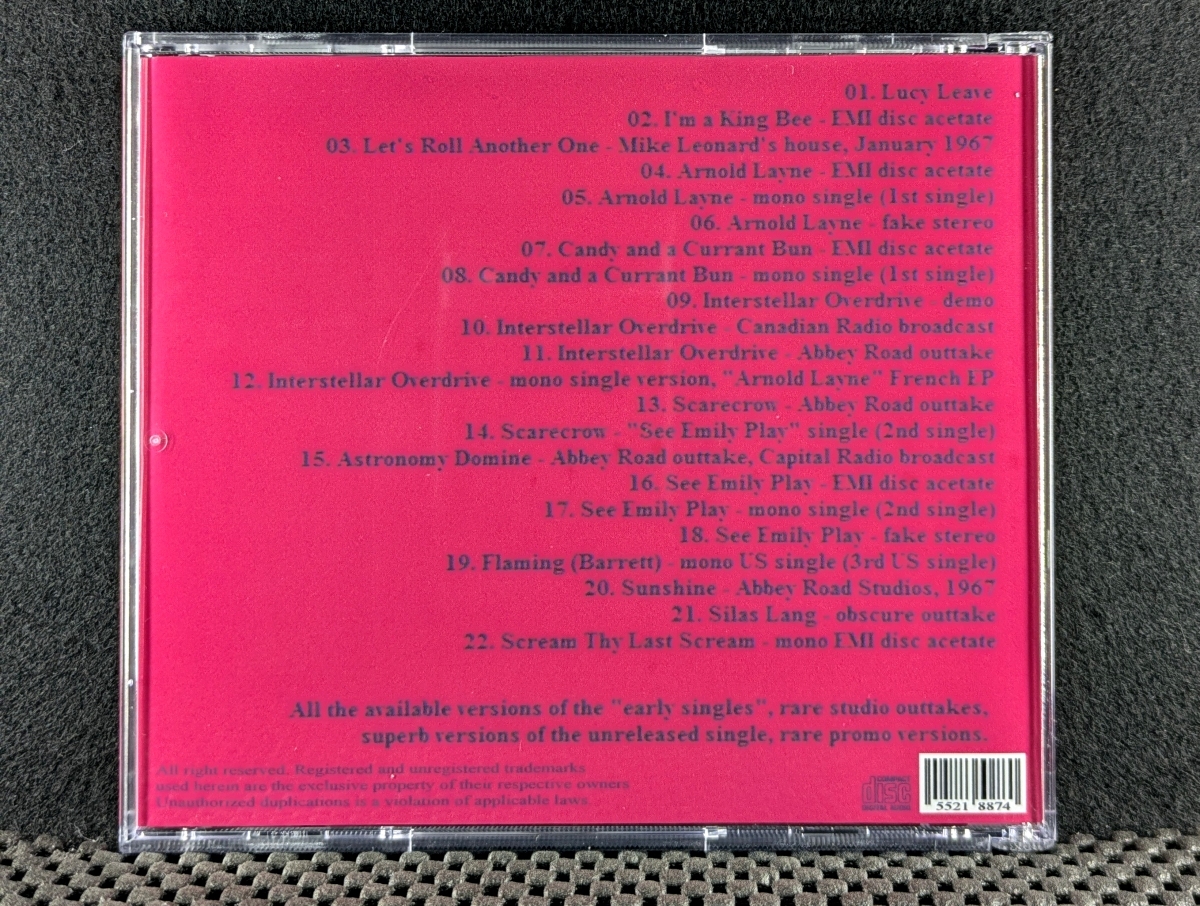 01. Lucy Leave
02. I'm a King Bee - EMI disc acetate
03. Let's Roll Another One - Mike Leonard's house, January 1967
04. Arnold Layne - EMI disc acetate
05. Arnold Layne - mono single (1st single)
06. Arnold Layne - fake stereo
07. Candy and a Currant Bun - EMI disc acetate
08. Candy and a Currant Bun - mono single (1st single)
09. Interstellar Overdrive - demo
10. Interstellar Overdrive - Canadian Radio broadcast
11. Interstellar Overdrive - Abbey Road outtake
12. Interstellar Overdrive - mono single version, "Arnold Layne" French EP
13. Scarecrow - Abbey Road outtake
14. Scarecrow - "See Emily Play" single (2nd single)
15. Astronomy Domine - Abbey Road outtake, Capital Radio broadcast
16. See Emily Play - EMI disc acetate
17. See Emily Play - mono single (2nd single)
18. See Emily Play - fake stereo
19. Flaming (Barrett) - mono US single (3rd US single)
20. Sunshine - Abbey Road Studios, 1967
21. Silas Lang - obscure outtake
22. Scream Thy Last Scream - mono EMI disc acetate
All the available versions of the "early singles", rare studio outtakes,
superb versions of the unreleased single, rare promo versions.
All right reserved. Registered and unregistered trademarks
used herein are the exclusive property of their respective owners
Unauthorized duplications is a violation of applicable laws
COMPACT
disc
DIGITAL AUDIO
5521 8874